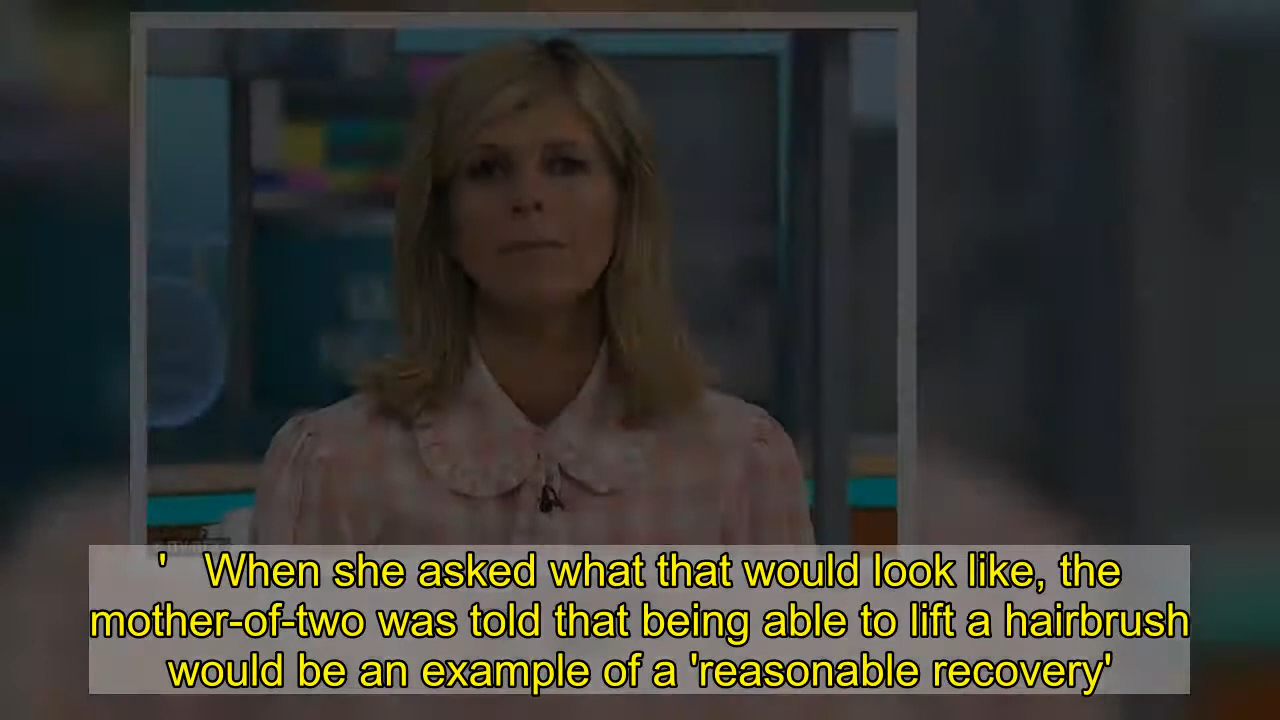 ' When she asked what that would look like, the
mother-of-two was told that being able to lift a hairbrush
would be an example of a 'reasonable recovery'